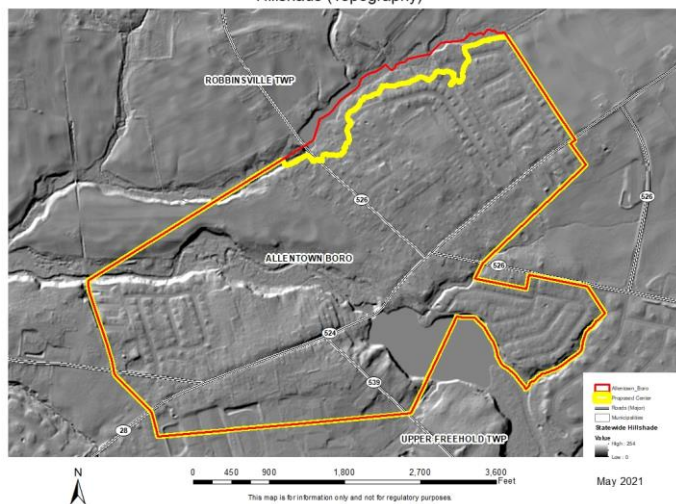 Hillshade (Topography)
ROBBINSVILLE TWP
526
526
ALLENTOWN BORO
526
524
539
28
UPPER FREEHOLD TWP
Allentown_Boro
Proposed Center
Roads (Major)
Municipalities
Statewide Hillshade
Value
High : 254
Low : 0
N
0 450 900 1,800 2,700 3,600
Feet
May 2021
This map is for information only and not for regulatory purposes.